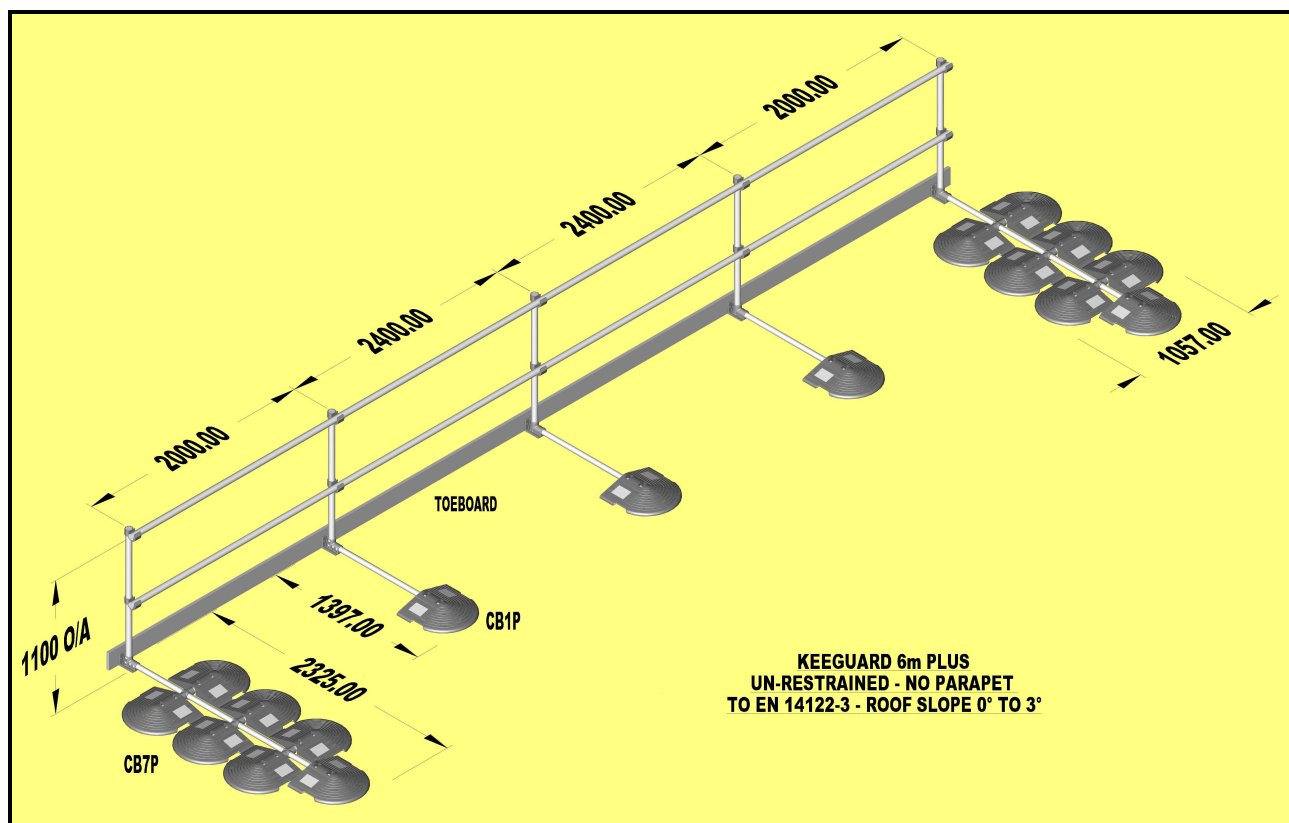 2000.00
2400.00
2400.00
2000.00
1057.00
TOEBOARD
1397.00
CB1P
1100 O/A
2325.00
CB7P
KEEGUARD 6m PLUS
UN-RESTRAINED - NO PARAPET
TO EN 14122-3 - ROOF SLOPE 0° TO 3°